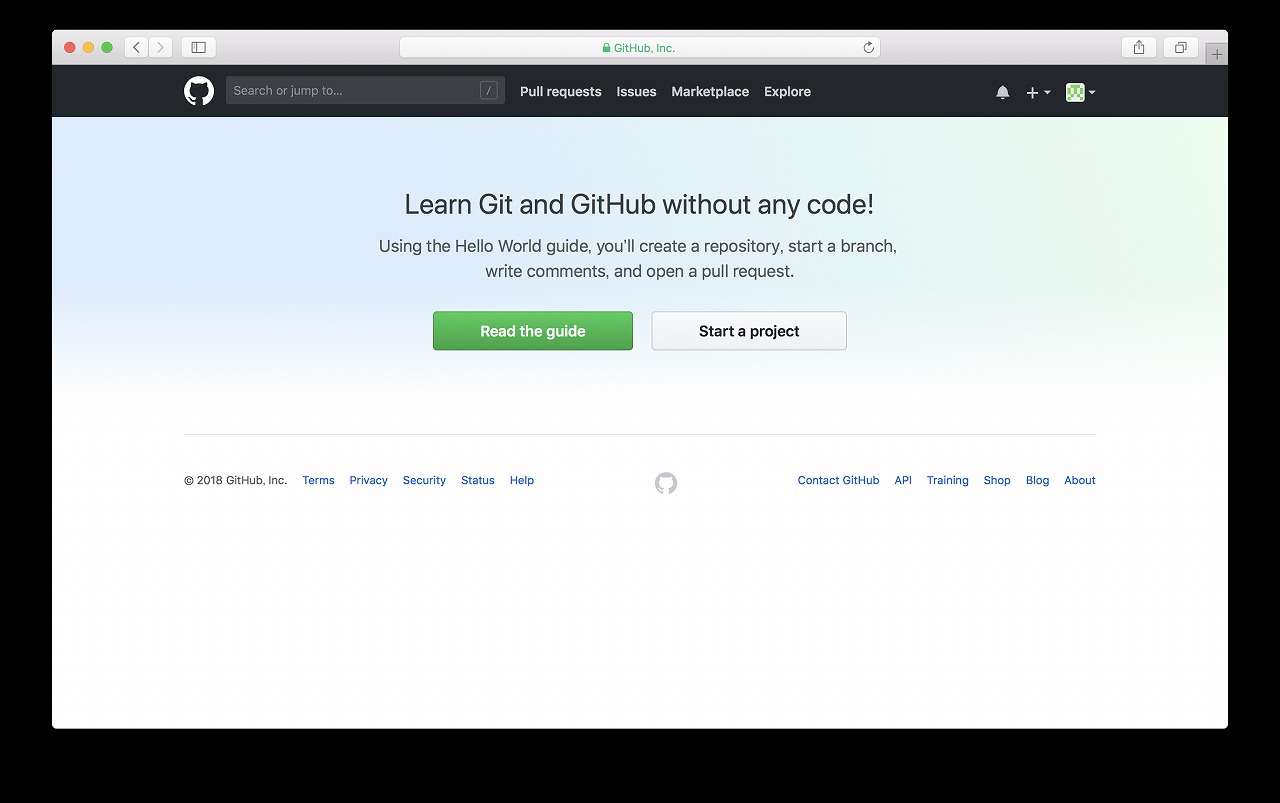 GitHub, Inc.
Search or jump to... /
Pull requests Issues Marketplace Explore
Learn Git and GitHub without any code!
Using the Hello World guide, you’ll create a repository, start a branch,
write comments, and open a pull request.
Read the guide Start a project
© 2018 GitHub, Inc. Terms Privacy Security Status Help Contact GitHub API Training Shop Blog About